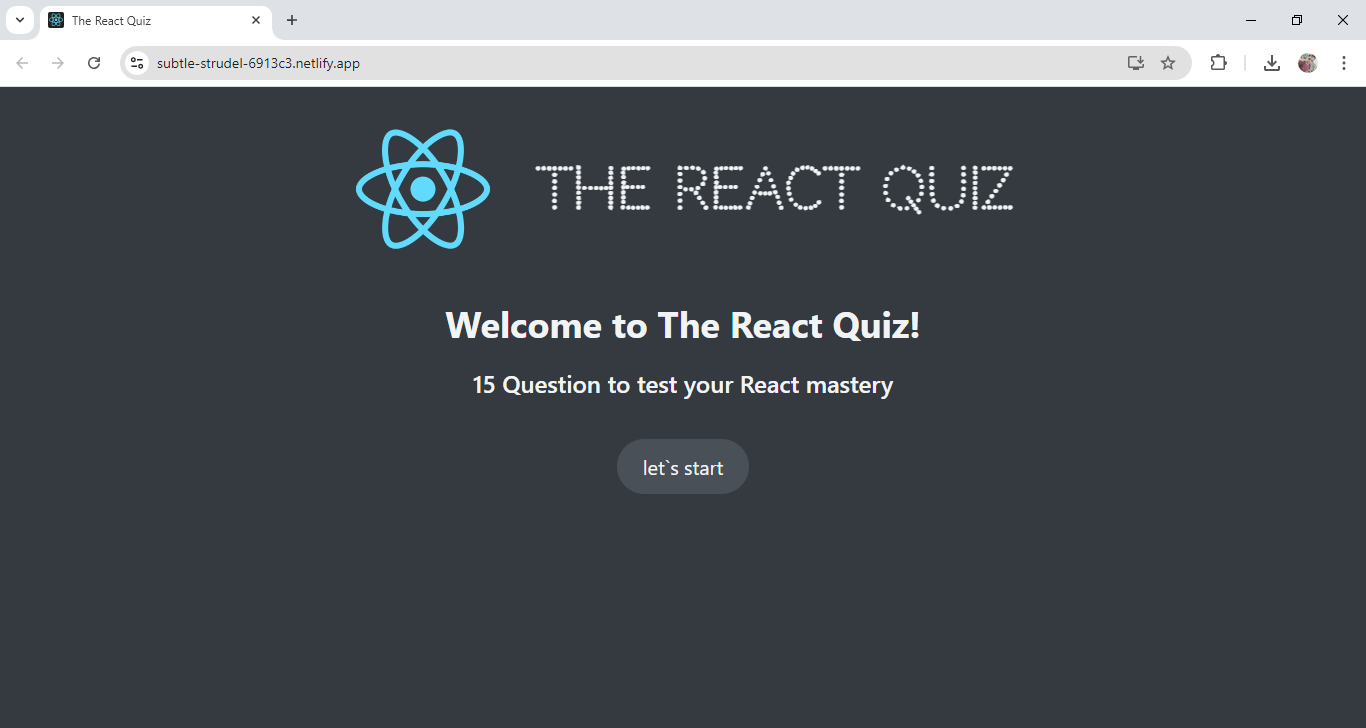 The React Quiz
subtle-strudel-6913c3.netlify.app
THE REACT QUIZ
Welcome to The React Quiz!
15 Question to test your React mastery
let`s start